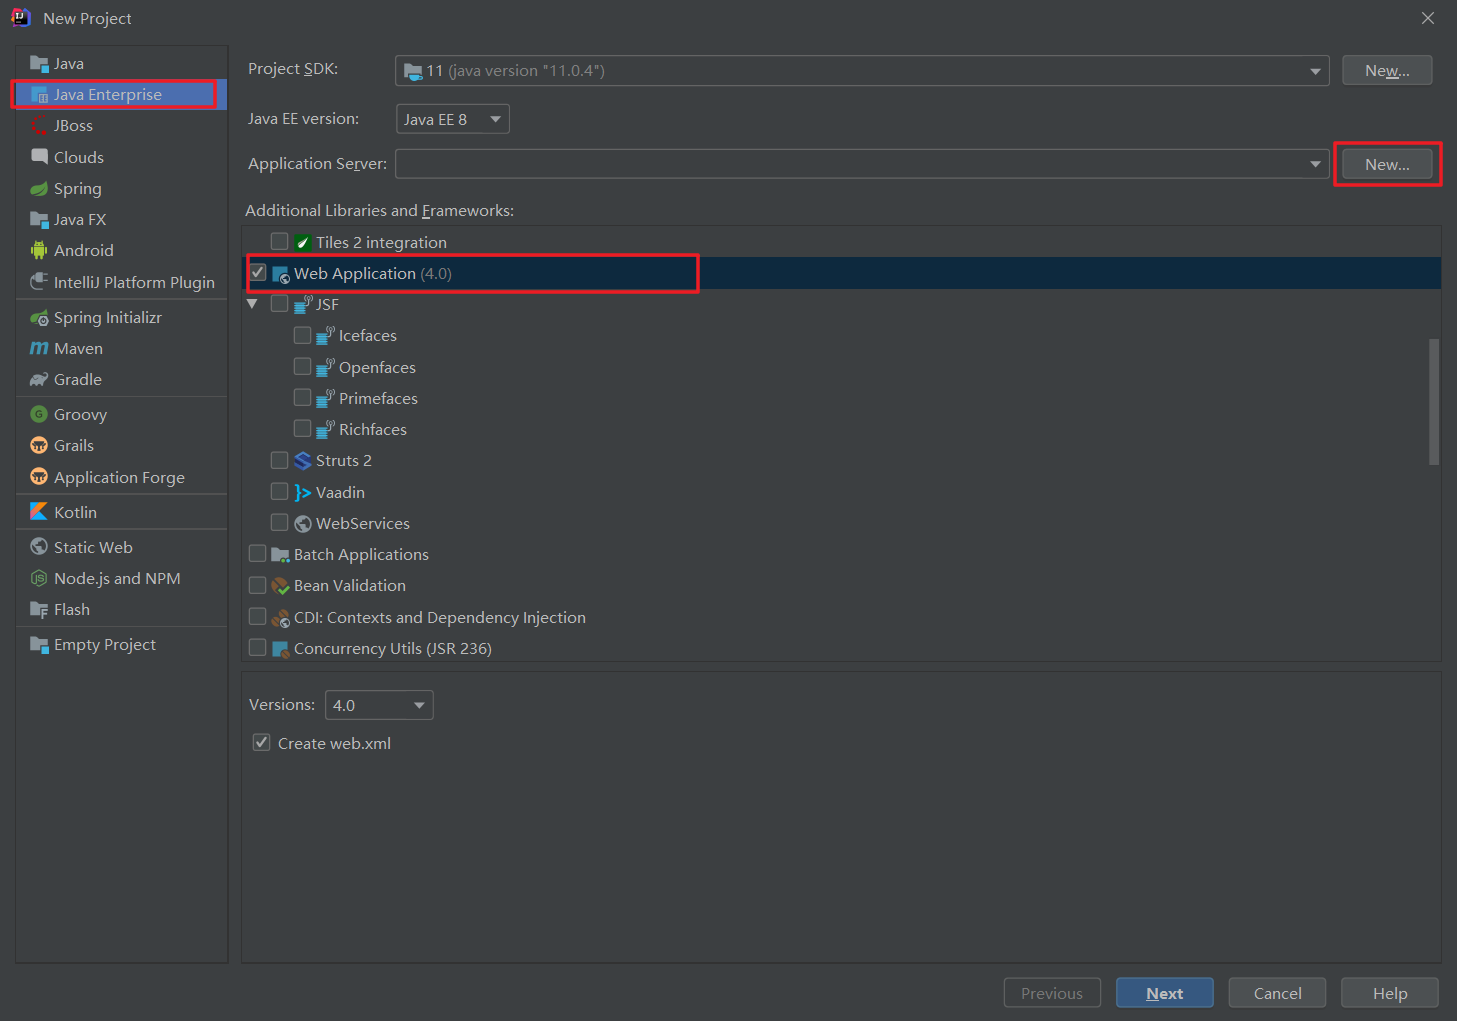 New Project
Java
Java Enterprise
JBoss
Clouds
Spring
Java FX
Android
IntelliJ Platform Plugin
Spring Initializr
Maven
Gradle
Groovy
Grails
Application Forge
Kotlin
Static Web
Node.js and NPM
Flash
Empty Project
Project SDK: 11 (java version "11.0.4") New...
Java EE version: Java EE 8
Application Server: New...
Additional Libraries and Frameworks:
Tiles 2 integration
Web Application (4.0)
JSF
Icefaces
Openfaces
Primefaces
Richfaces
Struts 2
Vaadin
WebServices
Batch Applications
Bean Validation
CDI: Contexts and Dependency Injection
Concurrency Utils (JSR 236)
Versions: 4.0
Create web.xml
Previous Next Cancel Help